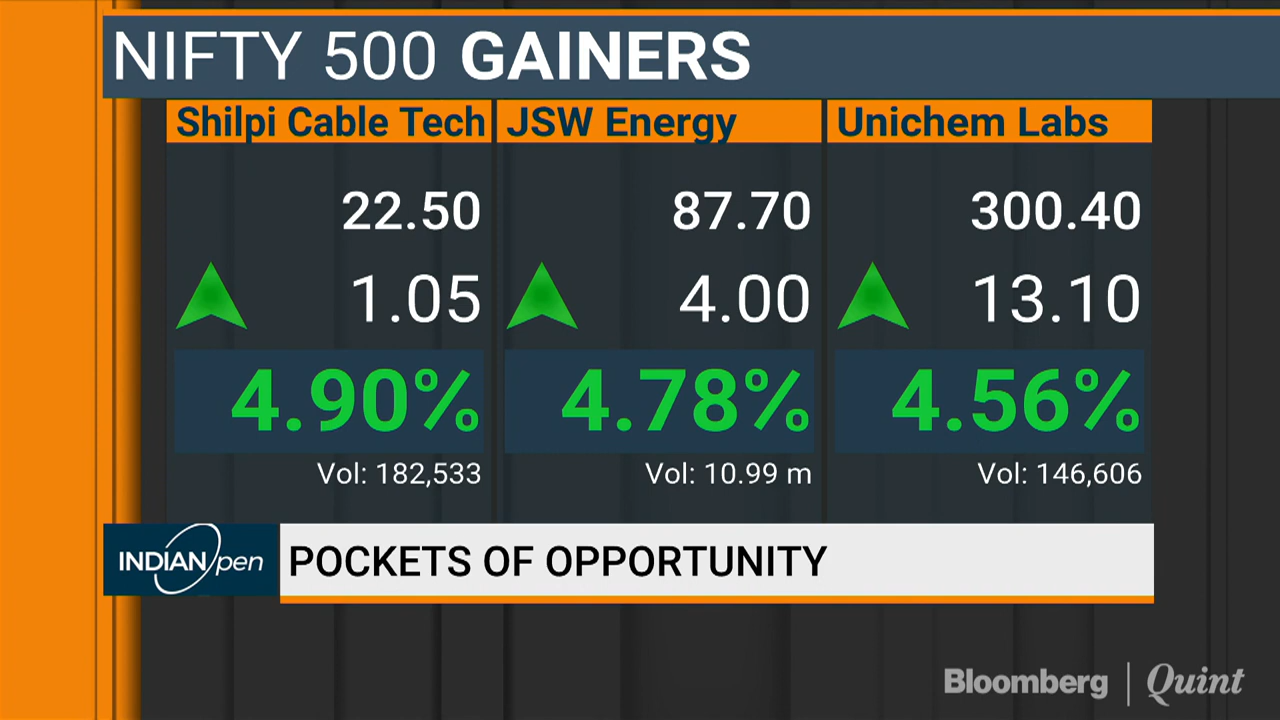 NIFTY 500 GAINERS
Shilpi Cable Tech
22.50
1.05
4.90%
Vol: 182,533
JSW Energy
87.70
4.00
4.78%
Vol: 10.99 m
Unichem Labs
300.40
13.10
4.56%
Vol: 146,606
INDIAN Open
POCKETS OF OPPORTUNITY
Bloomberg | Quint